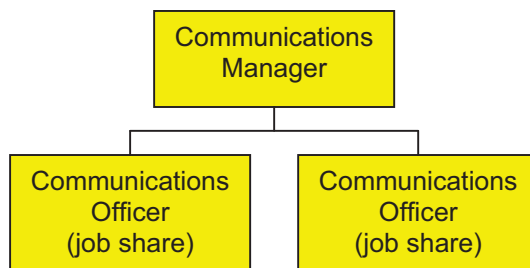 Communications
Manager
Communications
Officer
(job share)
Communications
Officer
(job share)